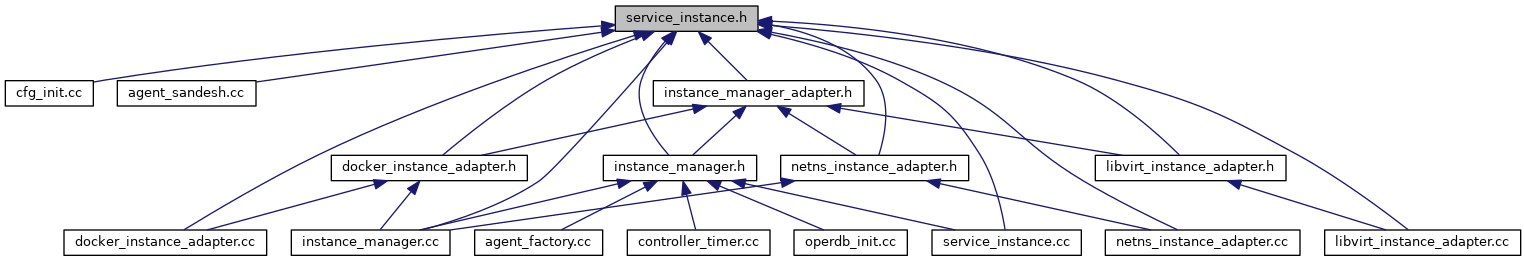 service_instance.h
cfg_init.cc
agent_sandesh.cc
instance_manager_adapter.h
docker_instance_adapter.h
instance_manager.h
netns_instance_adapter.h
libvirt_instance_adapter.h
docker_instance_adapter.cc
instance_manager.cc
agent_factory.cc
controller_timer.cc
operdb_init.cc
service_instance.cc
netns_instance_adapter.cc
libvirt_instance_adapter.cc